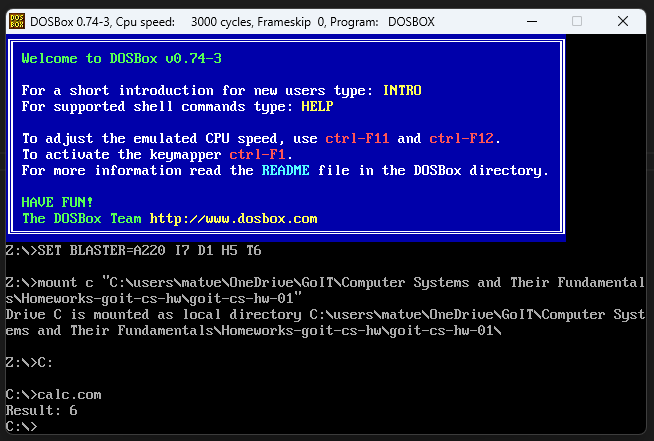 DOS
BOX
DOSBox 0.74-3, Cpu speed:    3000 cycles, Frameskip  0, Program:   DOSBOX
Welcome to DOSBox v0.74-3
For a short introduction for new users type: INTRO
For supported shell commands type: HELP
To adjust the emulated CPU speed, use ctrl-F11 and ctrl-F12.
To activate the keymapper ctrl-F1.
For more information read the README file in the DOSBox directory.
HAVE FUN!
The DOSBox Team http://www.dosbox.com
Z:\>SET BLASTER=A220 I7 D1 H5 T6
Z:\>mount c "C:\users\matve\OneDrive\GoIT\Computer Systems and Their Fundamental
s\Homeworks-goit-cs-hw\goit-cs-hw-01"
Drive C is mounted as local directory C:\users\matve\OneDrive\GoIT\Computer Syst
ems and Their Fundamentals\Homeworks-goit-cs-hw\goit-cs-hw-01\
Z:\>C:
C:\>calc.com
Result: 6
C:\>